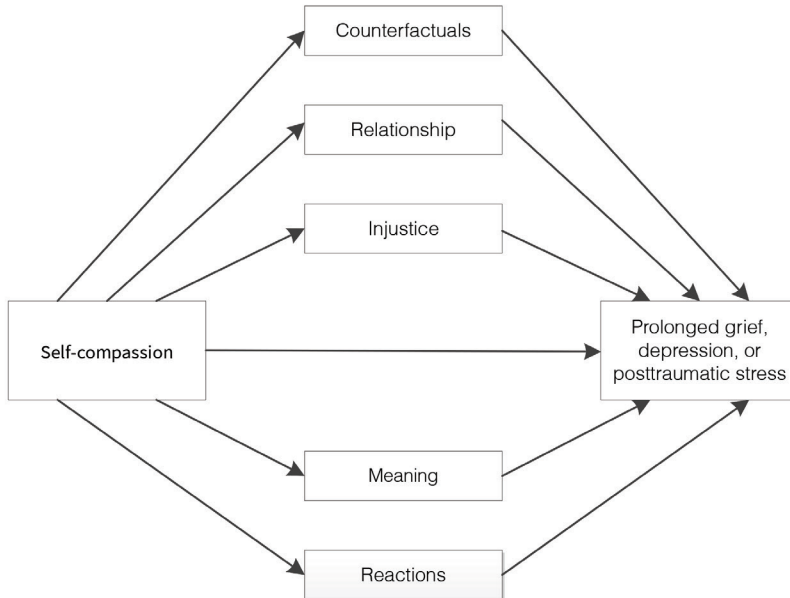 Counterfactuals
Relationship
Injustice
Self-compassion
Prolonged grief,
depression, or
posttraumatic stress
Meaning
Reactions